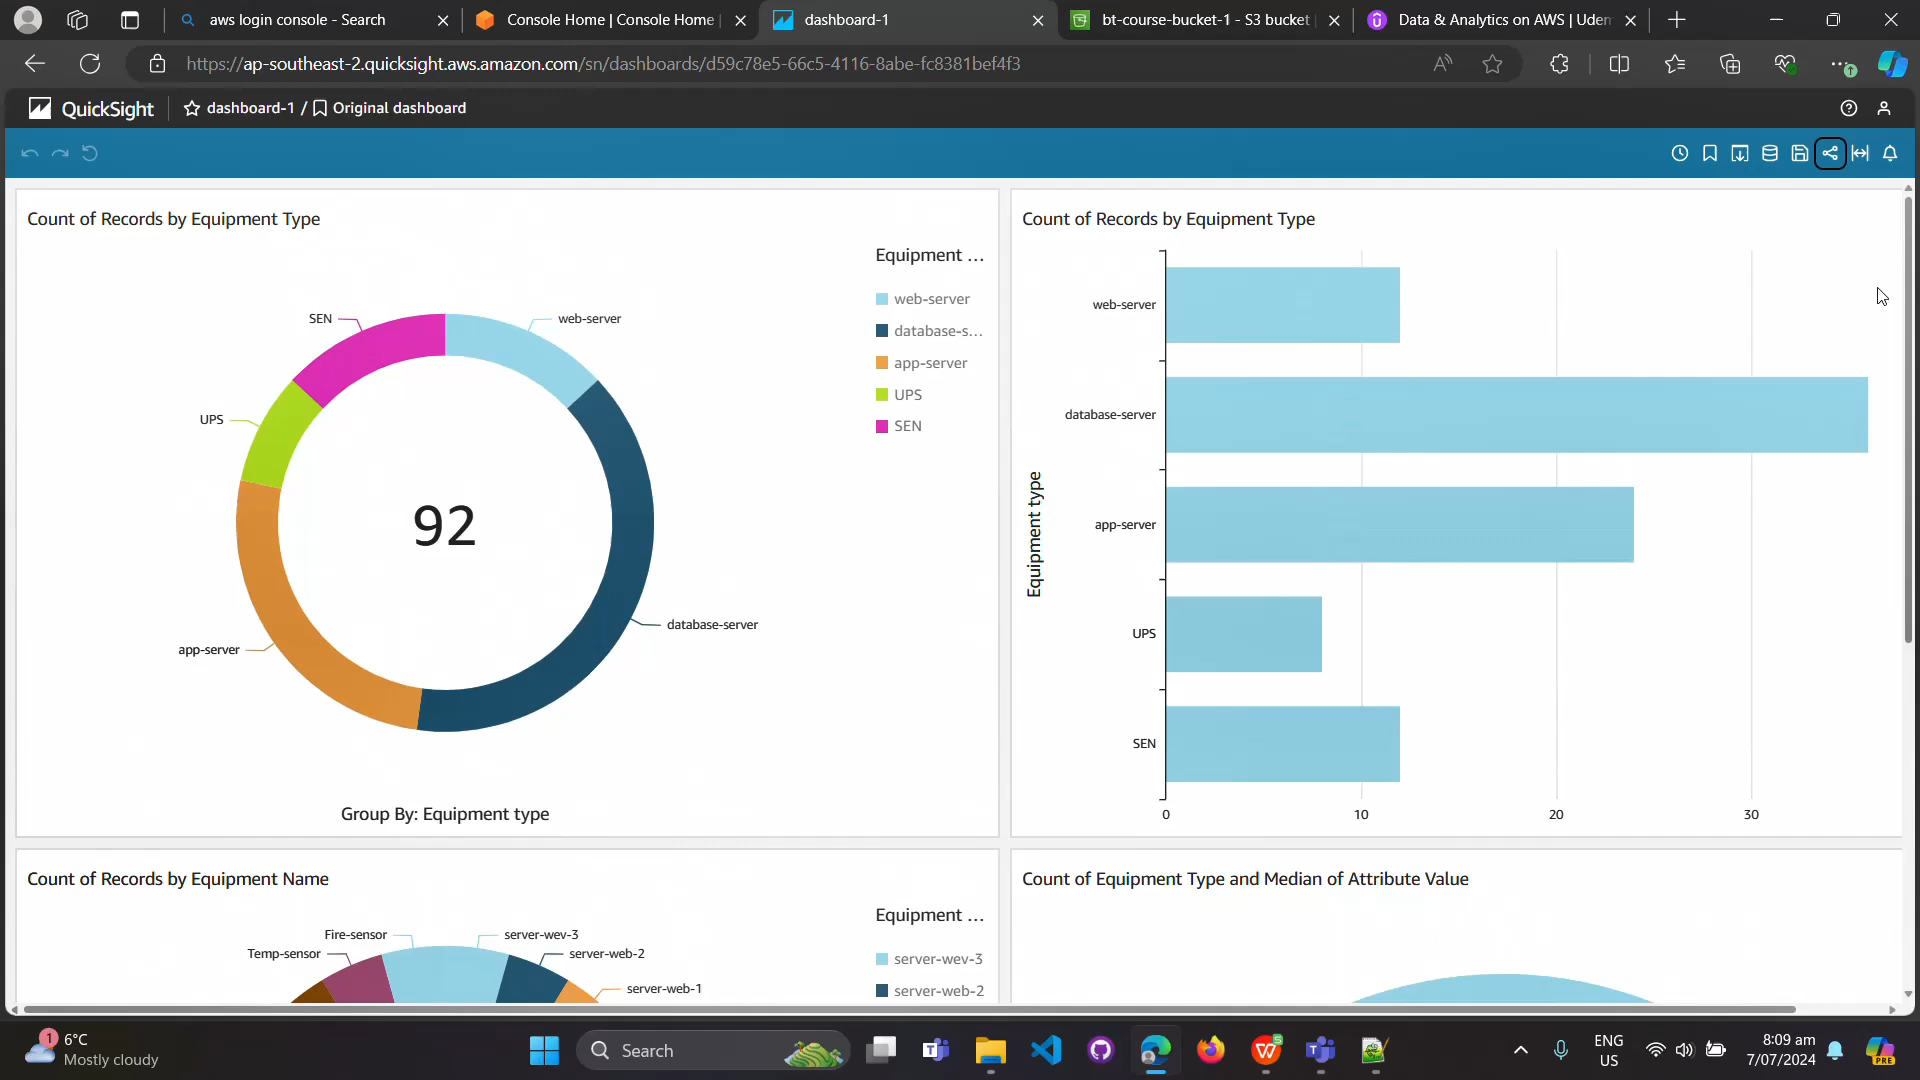 aws login console - Search
Console Home | Console Home
dashboard-1
bt-course-bucket-1 - S3 bucket
Data & Analytics on AWS | Udem
https://ap-southeast-2.quicksight.aws.amazon.com/sn/dashboards/d59c78e5-66c5-4116-8abe-fc8381bef4f3
QuickSight
dashboard-1 / Original dashboard
Count of Records by Equipment Type
Equipment ...
web-server
database-s...
app-server
UPS
SEN
SEN
web-server
UPS
92
database-server
app-server
Group By: Equipment type
Count of Records by Equipment Type
Equipment type
web-server
database-server
app-server
UPS
SEN
0
10
20
30
Count of Records by Equipment Name
Equipment ...
server-wev-3
server-web-2
Fire-sensor
server-wev-3
Temp-sensor
server-web-2
server-web-1
Count of Equipment Type and Median of Attribute Value
1
6°C
Mostly cloudy
Search
ENG
US
8:09 am
7/07/2024
PRE